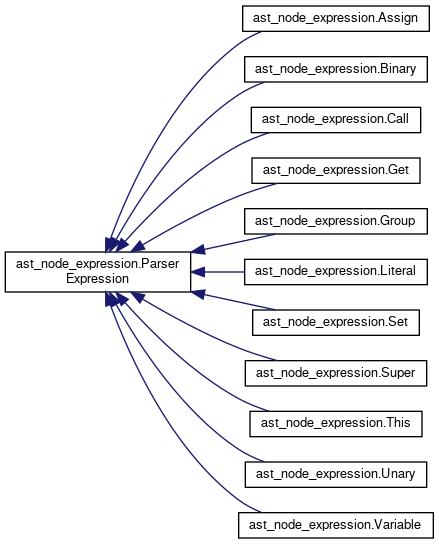 ast_node_expression.Assign
ast_node_expression.Binary
ast_node_expression.Call
ast_node_expression.Get
ast_node_expression.Group
ast_node_expression.Parser
Expression
ast_node_expression.Literal
ast_node_expression.Set
ast_node_expression.Super
ast_node_expression.This
ast_node_expression.Unary
ast_node_expression.Variable